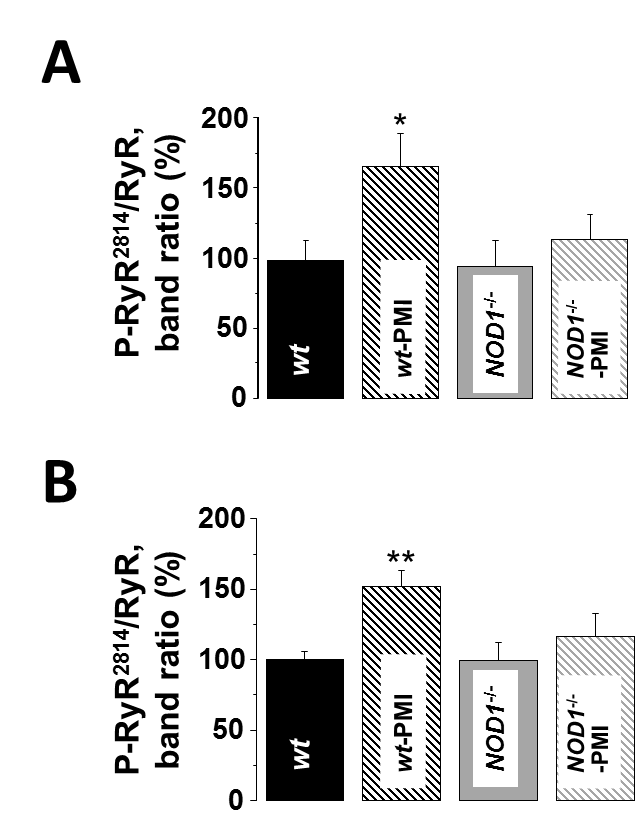 A
P-RyR²⁸¹⁴/RyR,
band ratio (%)
200
150
100
50
0
*
wt
wt-PMI
NOD1⁻/⁻
NOD1⁻/⁻
-PMI
B
P-RyR²⁸¹⁴/RyR,
band ratio (%)
200
150
100
50
0
**
wt
wt-PMI
NOD1⁻/⁻
NOD1⁻/⁻
-PMI